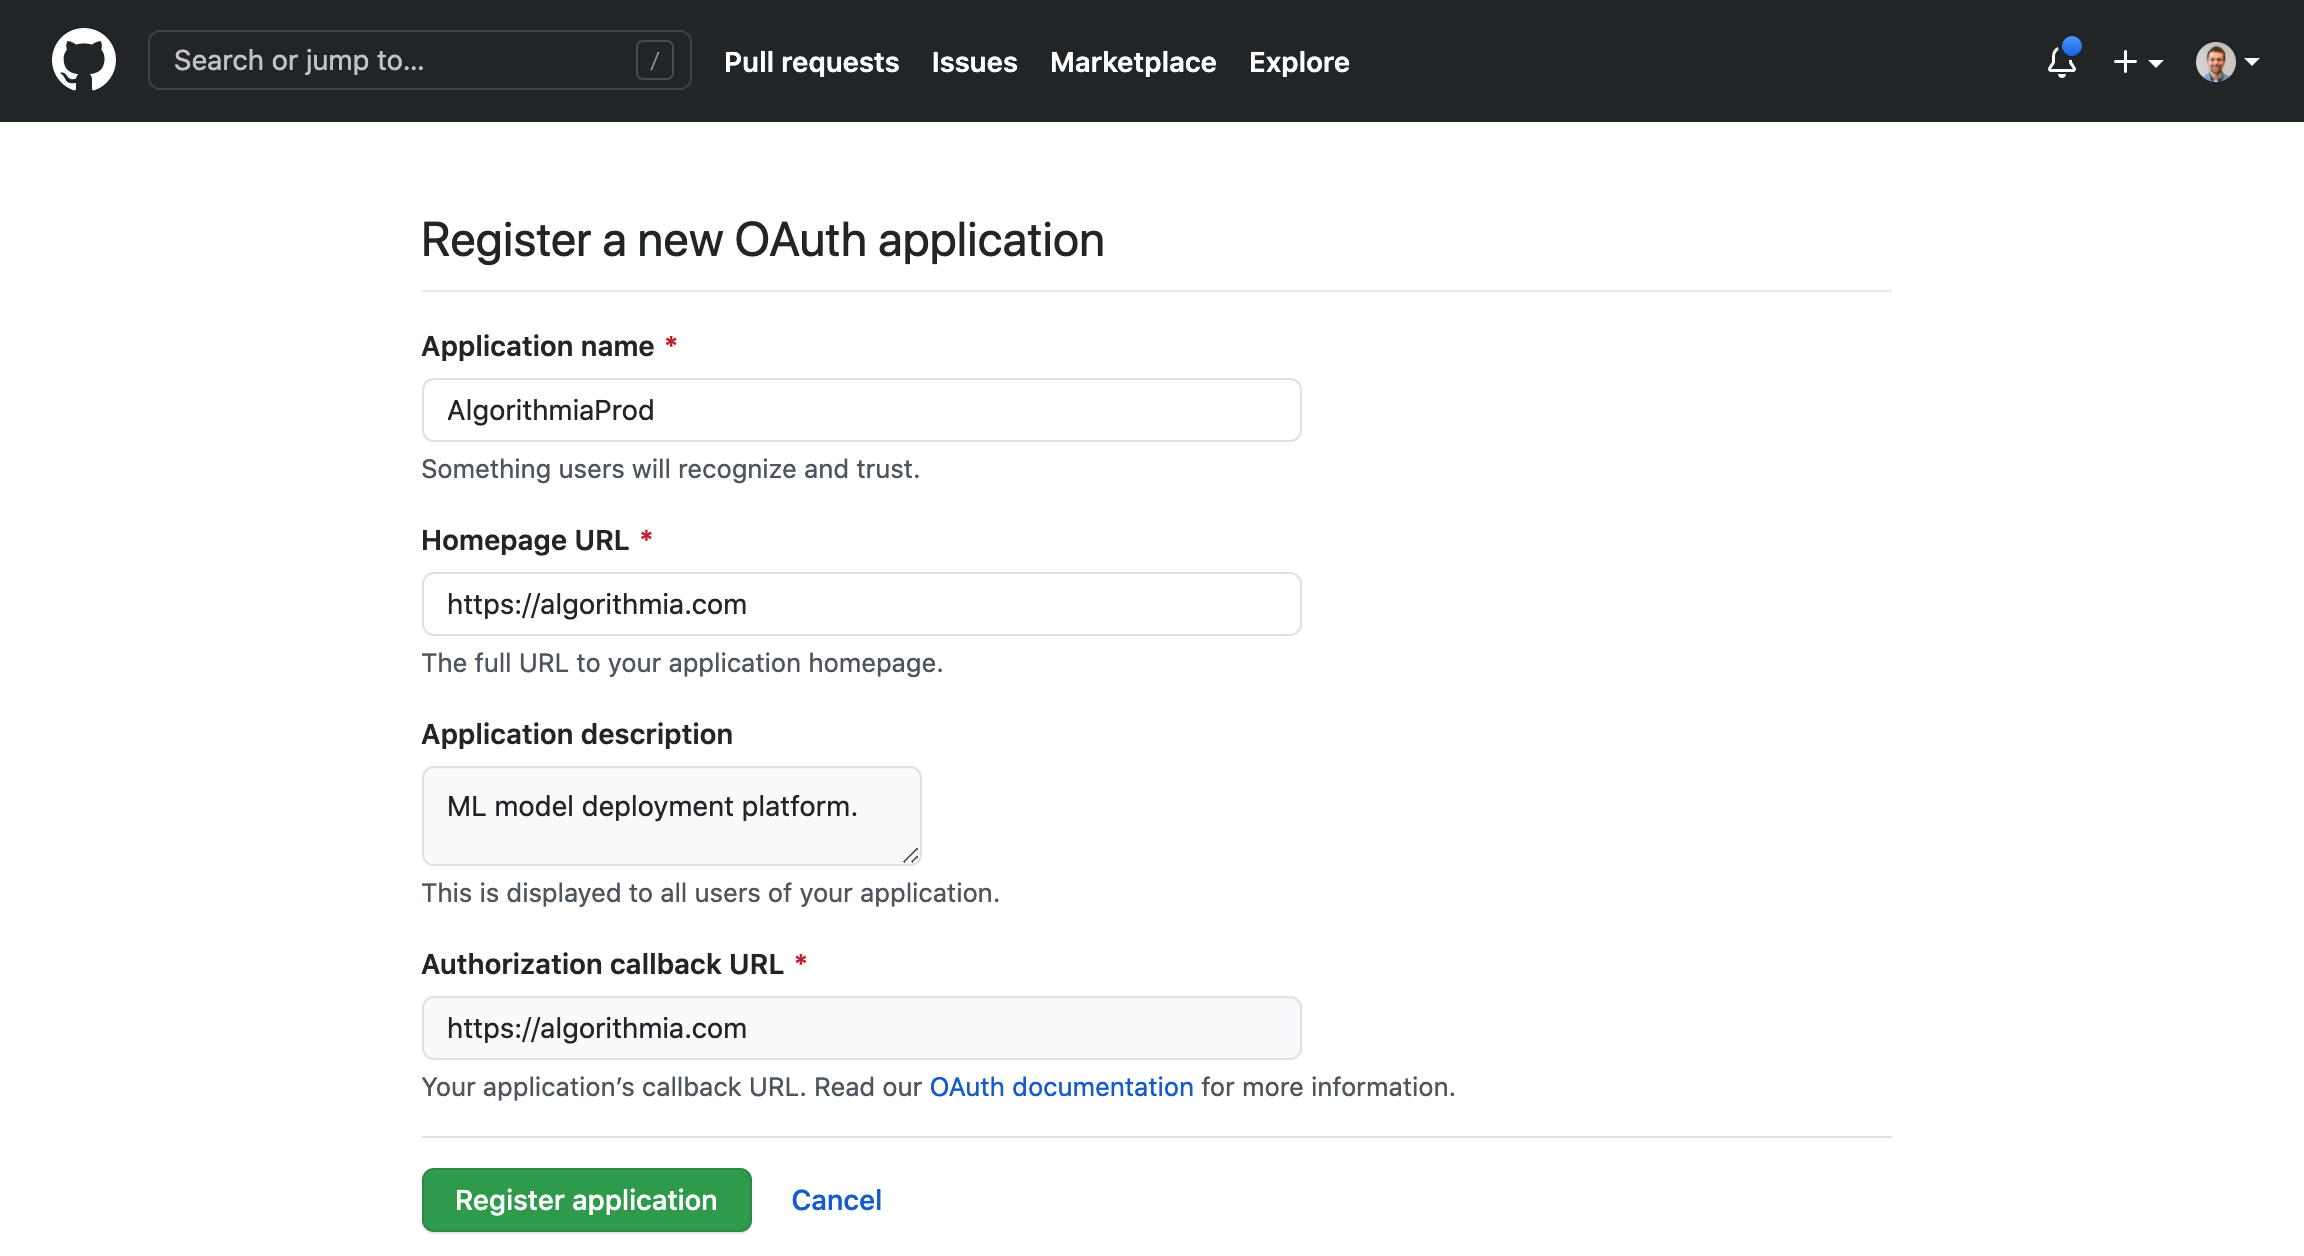 Search or jump to... /
Pull requests Issues Marketplace Explore
Register a new OAuth application
Application name *
AlgorithmiaProd
Something users will recognize and trust.
Homepage URL *
https://algorithmia.com
The full URL to your application homepage.
Application description
ML model deployment platform.
This is displayed to all users of your application.
Authorization callback URL *
https://algorithmia.com
Your application’s callback URL. Read our OAuth documentation for more information.
Register application Cancel